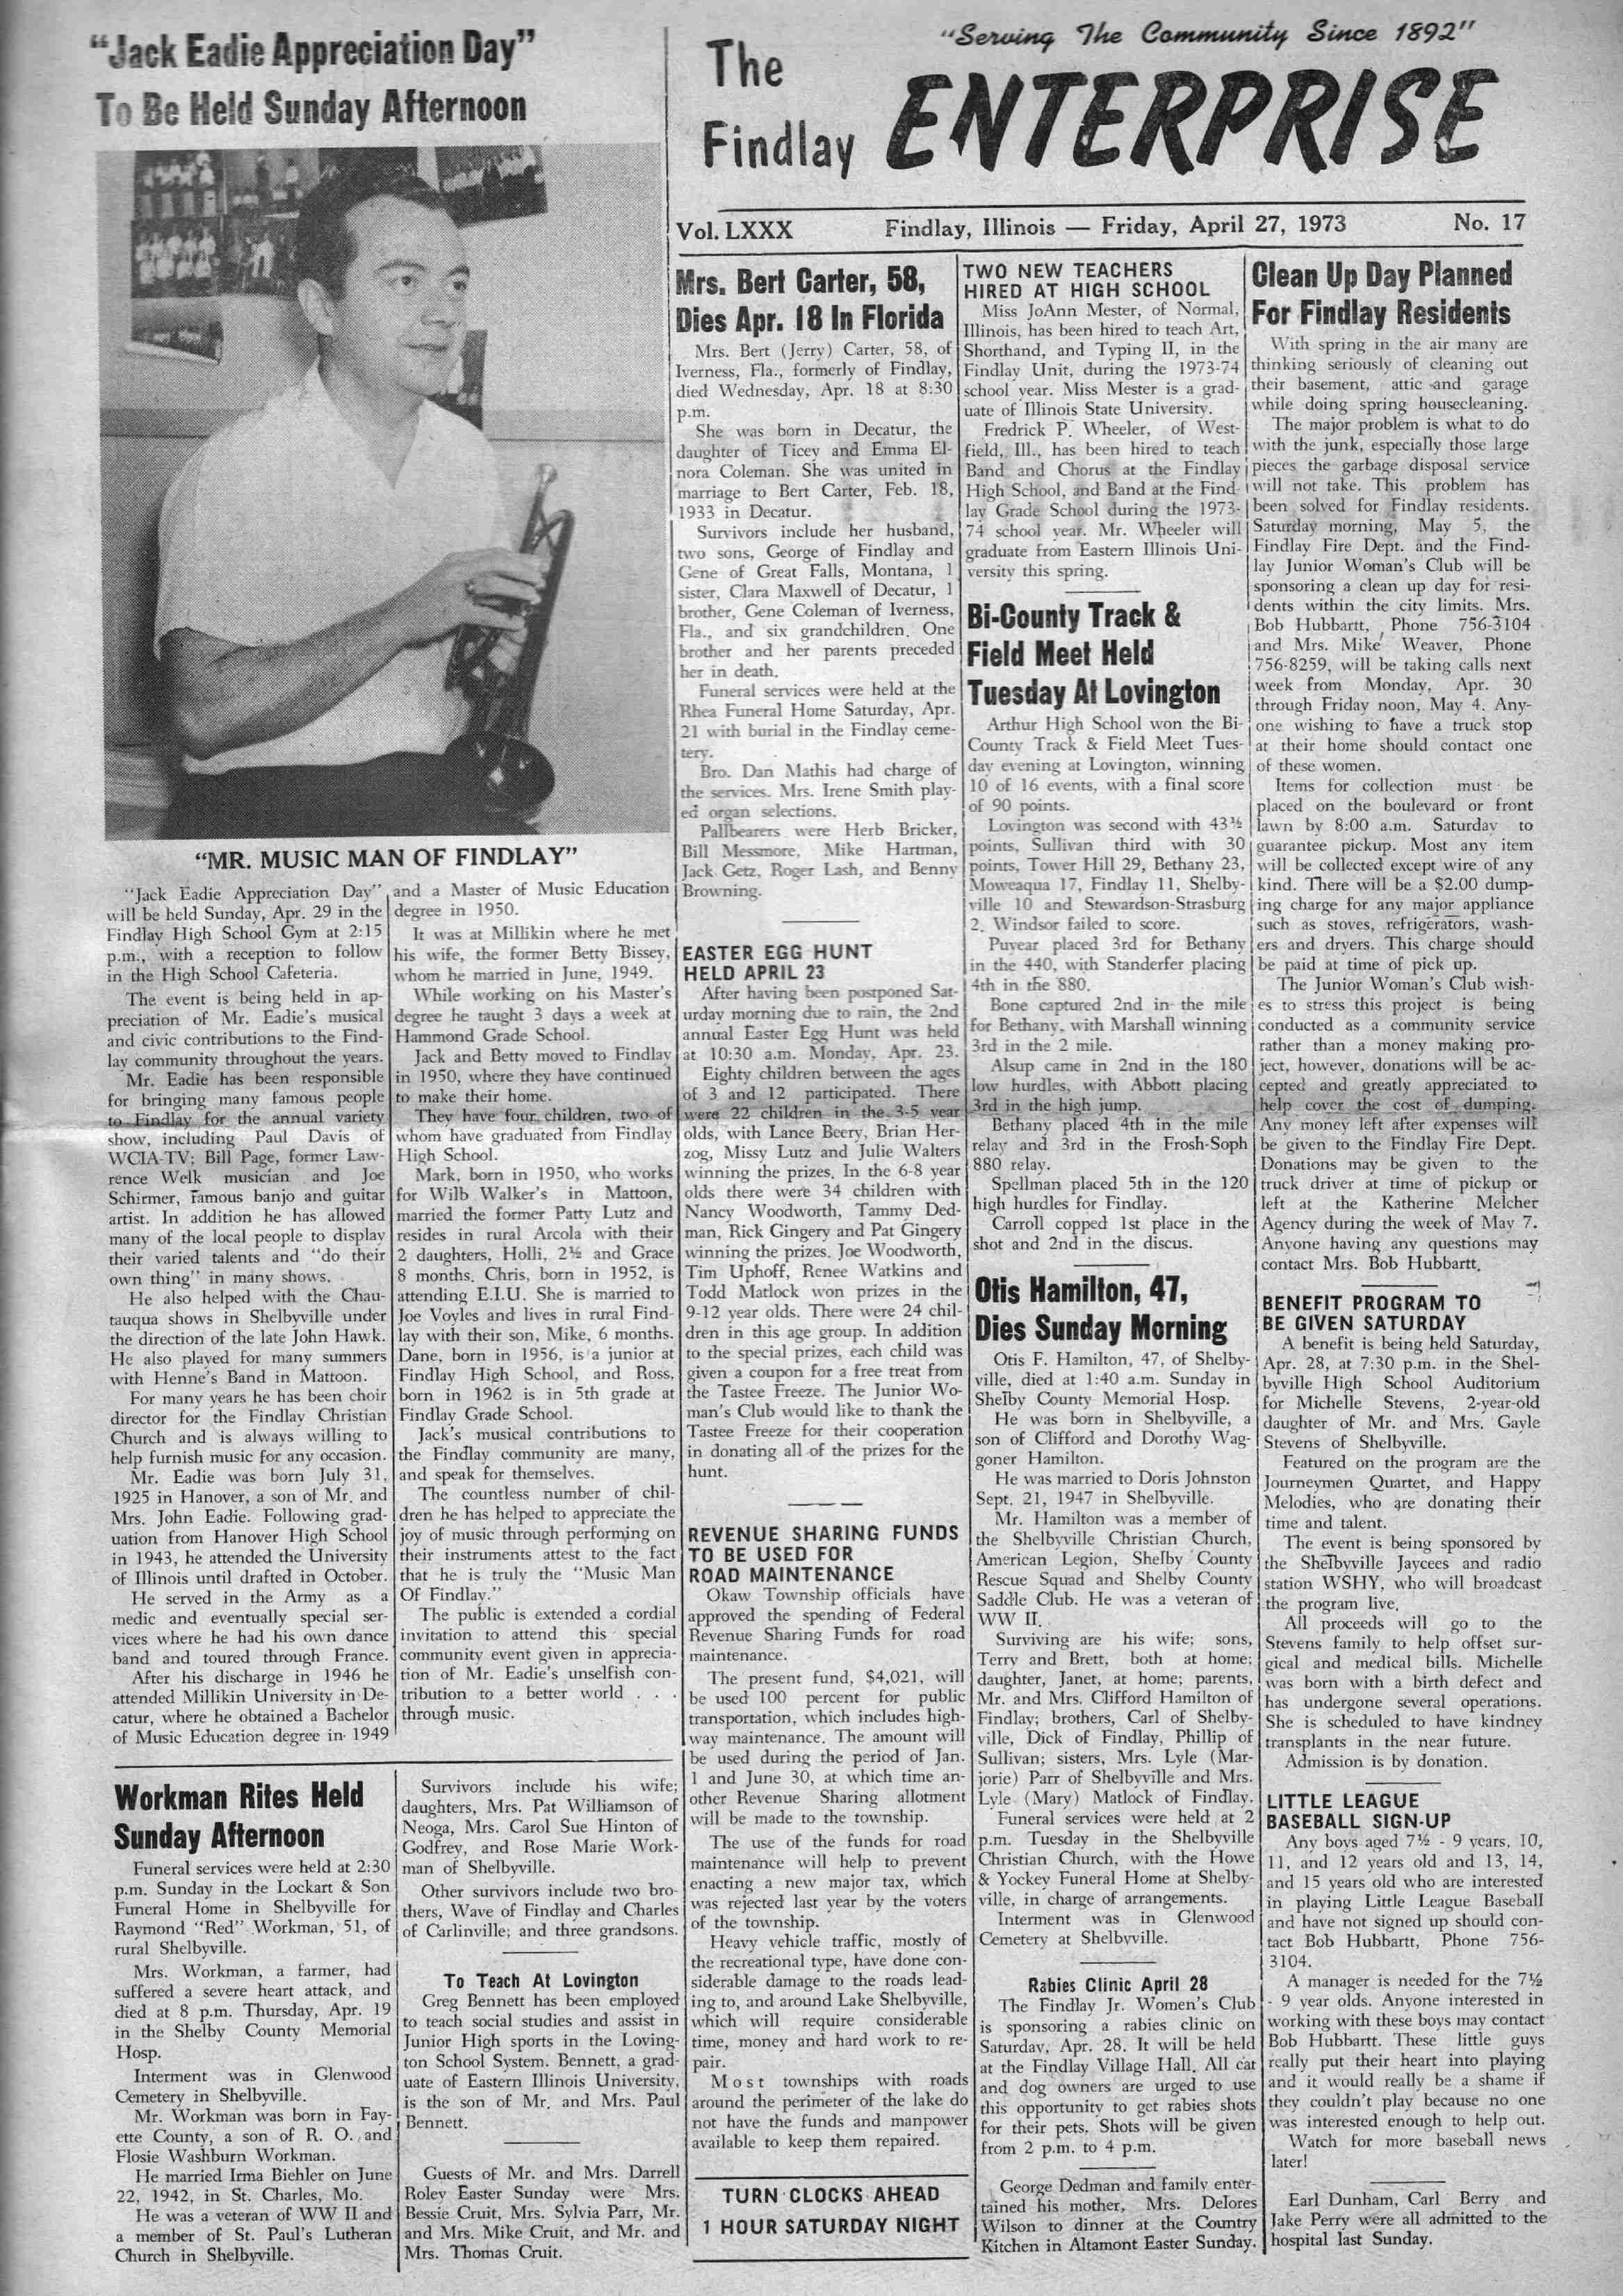 "Jack Eadie Appreciation Day"
To Be Held Sunday Afternoon
"Serving The Community Since 1892"
The
Findlay
ENTERPRISE
Vol. LXXX Findlay, Illinois — Friday, April 27, 1973 No. 17
"MR. MUSIC MAN OF FINDLAY"
"Jack Eadie Appreciation Day"
will be held Sunday, Apr. 29 in the
Findlay High School Gym at 2:15
p.m., with a reception to follow
in the High School Cafeteria.
The event is being held in ap-
preciation of Mr. Eadie's musical
and civic contributions to the Find-
lay community throughout the years.
Mr. Eadie has been responsible
for bringing many famous people
to Findlay for the annual variety
show, including Paul Davis of
WCIA-TV; Bill Page, former Law-
rence Welk musician and Joe
Schirmer, famous banjo and guitar
artist. In addition he has allowed
many of the local people to display
their varied talents and "do their
own thing" in many shows.
He also helped with the Chau-
tauqua shows in Shelbyville under
the direction of the late John Hawk.
He also played for many summers
with Henne's Band in Mattoon.
For many years he has been choir
director for the Findlay Christian
Church and is always willing to
help furnish music for any occasion.
Mr. Eadie was born July 31,
1925 in Hanover, a son of Mr. and
Mrs. John Eadie. Following grad-
uation from Hanover High School
in 1943, he attended the University
of Illinois until drafted in October.
He served in the Army as a
medic and eventually special ser-
vices where he had his own dance
band and toured through France.
After his discharge in 1946 he
attended Millikin University in De-
catur, where he obtained a Bachelor
of Music Education degree in 1949
and a Master of Music Education
degree in 1950.
It was at Millikin where he met
his wife, the former Betty Bissey,
whom he married in June, 1949.
While working on his Master's
degree he taught 3 days a week at
Hammond Grade School.
Jack and Betty moved to Findlay
in 1950, where they have continued
to make their home.
They have four children, two of
whom have graduated from Findlay
High School.
Mark, born in 1950, who works
for Wilb Walker's in Mattoon,
married the former Patty Lutz and
resides in rural Arcola with their
2 daughters, Holli, 2½ and Grace
8 months. Chris, born in 1952, is
attending E.I.U. She is married to
Joe Voyles and lives in rural Find-
lay with their son, Mike, 6 months.
Dane, born in 1956, is a junior at
Findlay High School, and Ross,
born in 1962 is in 5th grade at
Findlay Grade School.
Jack's musical contributions to
the Findlay community are many,
and speak for themselves.
The countless number of chil-
dren he has helped to appreciate the
joy of music through performing on
their instruments attest to the fact
that he is truly the "Music Man
Of Findlay."
The public is extended a cordial
invitation to attend this special
community event given in apprecia-
tion of Mr. Eadie's unselfish con-
tribution to a better world . . .
through music.
Workman Rites Held
Sunday Afternoon
Funeral services were held at 2:30
p.m. Sunday in the Lockart & Son
Funeral Home in Shelbyville for
Raymond "Red" Workman, 51, of
rural Shelbyville.
Mrs. Workman, a farmer, had
suffered a severe heart attack, and
died at 8 p.m. Thursday, Apr. 19
in the Shelby County Memorial
Hosp.
Interment was in Glenwood
Cemetery in Shelbyville.
Mr. Workman was born in Fay-
ette County, a son of R. O. and
Flosie Washburn Workman.
He married Irma Biehler on June
22, 1942, in St. Charles, Mo.
He was a veteran of WW II and
a member of St. Paul's Lutheran
Church in Shelbyville.
Survivors include his wife;
daughters, Mrs. Pat Williamson of
Neoga, Mrs. Carol Sue Hinton of
Godfrey, and Rose Marie Work-
man of Shelbyville.
Other survivors include two bro-
thers, Wave of Findlay and Charles
of Carlinville; and three grandsons.
To Teach At Lovington
Greg Bennett has been employed
to teach social studies and assist in
Junior High sports in the Loving-
ton School System. Bennett, a grad-
uate of Eastern Illinois University,
is the son of Mr. and Mrs. Paul
Bennett.
Guests of Mr. and Mrs. Darrell
Roley Easter Sunday were Mrs.
Bessie Cruit, Mrs. Sylvia Parr, Mr.
and Mrs. Mike Cruit, and Mr. and
Mrs. Thomas Cruit.
Mrs. Bert Carter, 58,
Dies Apr. 18 In Florida
Mrs. Bert (Jerry) Carter, 58, of
Iverness, Fla., formerly of Findlay,
died Wednesday, Apr. 18 at 8:30
p.m.
She was born in Decatur, the
daughter of Ticey and Emma El-
nora Coleman. She was united in
marriage to Bert Carter, Feb. 18,
1933 in Decatur.
Survivors include her husband,
two sons, George of Findlay and
Gene of Great Falls, Montana, 1
sister, Clara Maxwell of Decatur, 1
brother, Gene Coleman of Iverness,
Fla., and six grandchildren. One
brother and her parents preceded
her in death.
Funeral services were held at the
Rhea Funeral Home Saturday, Apr.
21 with burial in the Findlay ceme-
tery.
Bro. Dan Mathis had charge of
the services. Mrs. Irene Smith play-
ed organ selections.
Pallbearers were Herb Bricker,
Bill Messmore, Mike Hartman,
Jack Getz, Roger Lash, and Benny
Browning.
EASTER EGG HUNT
HELD APRIL 23
After having been postponed Sat-
urday morning due to rain, the 2nd
annual Easter Egg Hunt was held
at 10:30 a.m. Monday, Apr. 23.
Eighty children between the ages
of 3 and 12 participated. There
were 22 children in the 3-5 year
olds, with Lance Beery, Brian Her-
zog, Missy Lutz and Julie Walters
winning the prizes. In the 6-8 year
olds there were 34 children with
Nancy Woodworth, Tammy Ded-
man, Rick Gingery and Pat Gingery
winning the prizes. Joe Woodworth,
Tim Uphoff, Renee Watkins and
Todd Matlock won prizes in the
9-12 year olds. There were 24 chil-
dren in this age group. In addition
to the special prizes, each child was
given a coupon for a free treat from
the Tastee Freeze. The Junior Wo-
man's Club would like to thank the
Tastee Freeze for their cooperation
in donating all of the prizes for the
hunt.
REVENUE SHARING FUNDS
TO BE USED FOR
ROAD MAINTENANCE
Okaw Township officials have
approved the spending of Federal
Revenue Sharing Funds for road
maintenance.
The present fund, $4,021, will
be used 100 percent for public
transportation, which includes high-
way maintenance. The amount will
be used during the period of Jan.
1 and June 30, at which time an-
other Revenue Sharing allotment
will be made to the township.
The use of the funds for road
maintenance will help to prevent
enacting a new major tax, which
was rejected last year by the voters
of the township.
Heavy vehicle traffic, mostly of
the recreational type, have done con-
siderable damage to the roads lead-
ing to, and around Lake Shelbyville,
which will require considerable
time, money and hard work to re-
pair.
Most townships with roads
around the perimeter of the lake do
not have the funds and manpower
available to keep them repaired.
TURN CLOCKS AHEAD
1 HOUR SATURDAY NIGHT
TWO NEW TEACHERS
HIRED AT HIGH SCHOOL
Miss JoAnn Mester, of Normal,
Illinois, has been hired to teach Art,
Shorthand, and Typing II, in the
Findlay Unit, during the 1973-74
school year. Miss Mester is a grad-
uate of Illinois State University.
Fredrick P. Wheeler, of West-
field, Ill., has been hired to teach
Band and Chorus at the Findlay
High School, and Band at the Find-
lay Grade School during the 1973-
74 school year. Mr. Wheeler will
graduate from Eastern Illinois Uni-
versity this spring.
Bi-County Track &
Field Meet Held
Tuesday At Lovington
Arthur High School won the Bi-
County Track & Field Meet Tues-
day evening at Lovington, winning
10 of 16 events, with a final score
of 90 points.
Lovington was second with 43½
points, Sullivan third with 30
points, Tower Hill 29, Bethany 23,
Moweaqua 17, Findlay 11, Shelby-
ville 10 and Stewardson-Strasburg
2. Windsor failed to score.
Puyear placed 3rd for Bethany
in the 440, with Standerfer placing
4th in the 880.
Bone captured 2nd in the mile
for Bethany, with Marshall winning
3rd in the 2 mile.
Alsup came in 2nd in the 180
low hurdles, with Abbott placing
3rd in the high jump.
Bethany placed 4th in the mile
relay and 3rd in the Frosh-Soph
880 relay.
Spellman placed 5th in the 120
high hurdles for Findlay.
Carroll copped 1st place in the
shot and 2nd in the discus.
Otis Hamilton, 47,
Dies Sunday Morning
Otis F. Hamilton, 47, of Shelby-
ville, died at 1:40 a.m. Sunday in
Shelby County Memorial Hosp.
He was born in Shelbyville, a
son of Clifford and Dorothy Wag-
goner Hamilton.
He was married to Doris Johnston
Sept. 21, 1947 in Shelbyville.
Mr. Hamilton was a member of
the Shelbyville Christian Church,
American Legion, Shelby County
Rescue Squad and Shelby County
Saddle Club. He was a veteran of
WW II.
Surviving are his wife; sons,
Terry and Brett, both at home;
daughter, Janet, at home; parents,
Mr. and Mrs. Clifford Hamilton of
Findlay; brothers, Carl of Shelby-
ville, Dick of Findlay, Phillip of
Sullivan; sisters, Mrs. Lyle (Mar-
jorie) Parr of Shelbyville and Mrs.
Lyle (Mary) Matlock of Findlay.
Funeral services were held at 2
p.m. Tuesday in the Shelbyville
Christian Church, with the Howe
& Yockey Funeral Home at Shelby-
ville, in charge of arrangements.
Interment was in Glenwood
Cemetery at Shelbyville.
Rabies Clinic April 28
The Findlay Jr. Women's Club
is sponsoring a rabies clinic on
Saturday, Apr. 28. It will be held
at the Findlay Village Hall. All cat
and dog owners are urged to use
this opportunity to get rabies shots
for their pets. Shots will be given
from 2 p.m. to 4 p.m.
George Dedman and family enter-
tained his mother, Mrs. Delores
Wilson to dinner at the Country
Kitchen in Altamont Easter Sunday.
Clean Up Day Planned
For Findlay Residents
With spring in the air many are
thinking seriously of cleaning out
their basement, attic and garage
while doing spring housecleaning.
The major problem is what to do
with the junk, especially those large
pieces the garbage disposal service
will not take. This problem has
been solved for Findlay residents.
Saturday morning, May 5, the
Findlay Fire Dept. and the Find-
lay Junior Woman's Club will be
sponsoring a clean up day for resi-
dents within the city limits. Mrs.
Bob Hubbartt, Phone 756-3104
and Mrs. Mike Weaver, Phone
756-8259, will be taking calls next
week from Monday, Apr. 30
through Friday noon, May 4. Any-
one wishing to have a truck stop
at their home should contact one
of these women.
Items for collection must be
placed on the boulevard or front
lawn by 8:00 a.m. Saturday to
guarantee pickup. Most any item
will be collected except wire of any
kind. There will be a $2.00 dump-
ing charge for any major appliance
such as stoves, refrigerators, wash-
ers and dryers. This charge should
be paid at time of pick up.
The Junior Woman's Club wish-
es to stress this project is being
conducted as a community service
rather than a money making pro-
ject, however, donations will be ac-
cepted and greatly appreciated to
help cover the cost of dumping.
Any money left after expenses will
be given to the Findlay Fire Dept.
Donations may be given to the
truck driver at time of pickup or
left at the Katherine Melcher
Agency during the week of May 7.
Anyone having any questions may
contact Mrs. Bob Hubbartt.
BENEFIT PROGRAM TO
BE GIVEN SATURDAY
A benefit is being held Saturday,
Apr. 28, at 7:30 p.m. in the Shel-
byville High School Auditorium
for Michelle Stevens, 2-year-old
daughter of Mr. and Mrs. Gayle
Stevens of Shelbyville.
Featured on the program are the
Journeymen Quartet, and Happy
Melodies, who are donating their
time and talent.
The event is being sponsored by
the Shelbyville Jaycees and radio
station WSHY, who will broadcast
the program live.
All proceeds will go to the
Stevens family to help offset sur-
gical and medical bills. Michelle
was born with a birth defect and
has undergone several operations.
She is scheduled to have kindney
transplants in the near future.
Admission is by donation.
LITTLE LEAGUE
BASEBALL SIGN-UP
Any boys aged 7½ - 9 years, 10,
11, and 12 years old and 13, 14,
and 15 years old who are interested
in playing Little League Baseball
and have not signed up should con-
tact Bob Hubbartt, Phone 756-
3104.
A manager is needed for the 7½
- 9 year olds. Anyone interested in
working with these boys may contact
Bob Hubbartt. These little guys
really put their heart into playing
and it would really be a shame if
they couldn't play because no one
was interested enough to help out.
Watch for more baseball news
later!
Earl Dunham, Carl Berry and
Jake Perry were all admitted to the
hospital last Sunday.